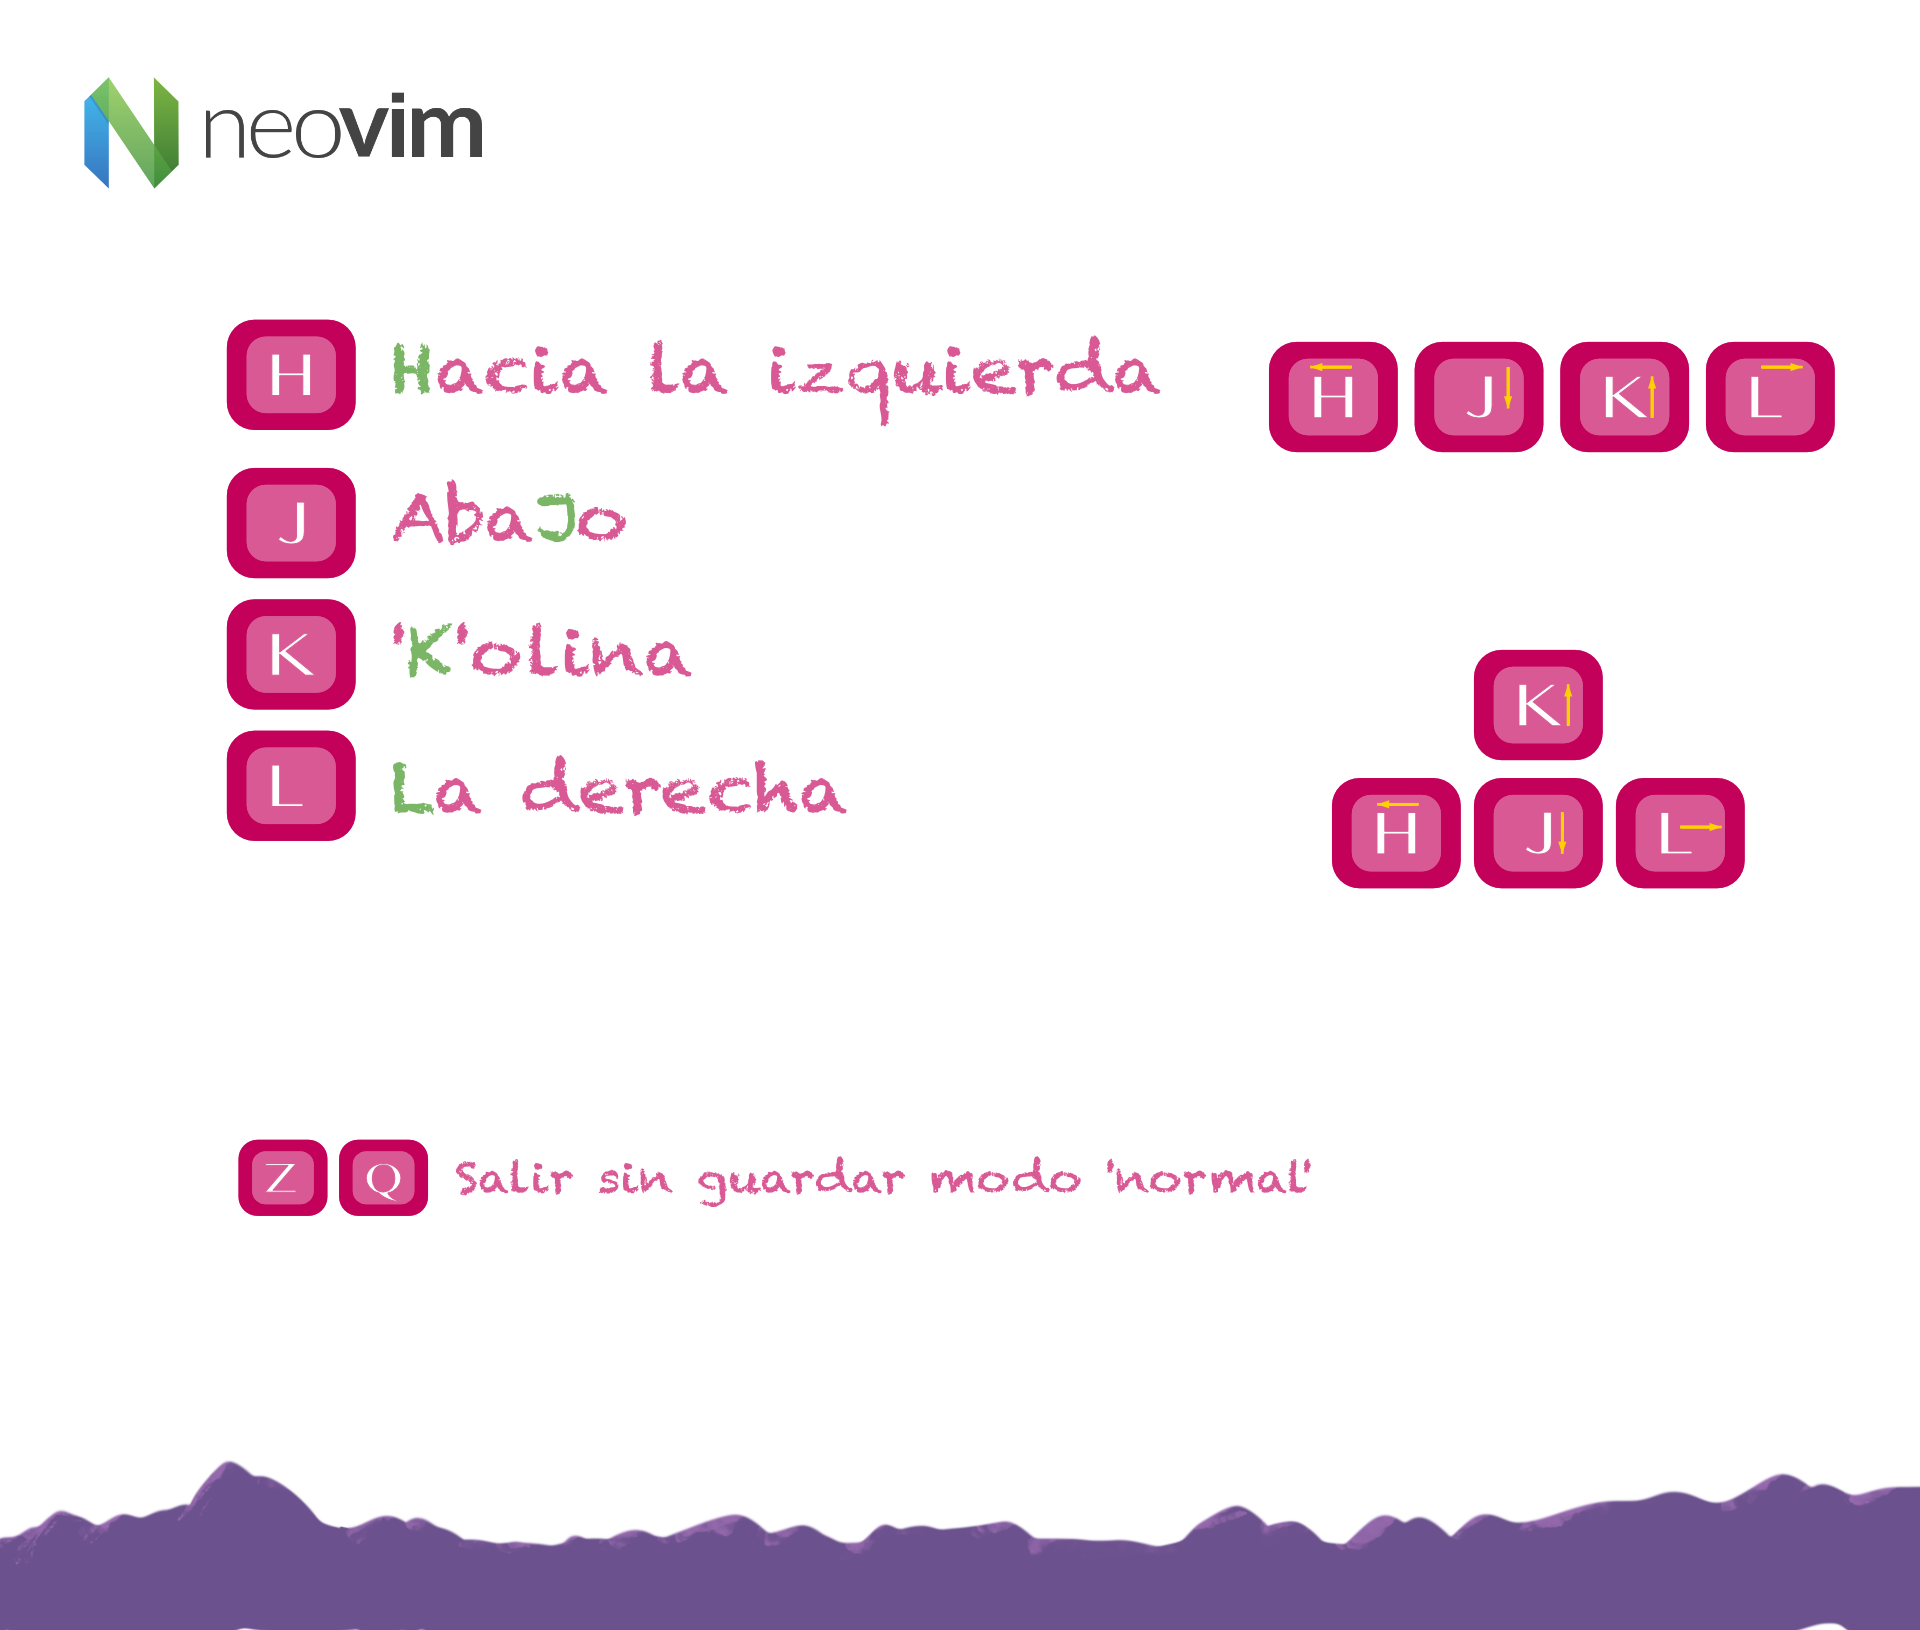 neovim
H Hacia la izquierda
J AbaJo
K 'K'olina
L La derecha
H J K L
K
H J L
Z Q Salir sin guardar modo 'normal'